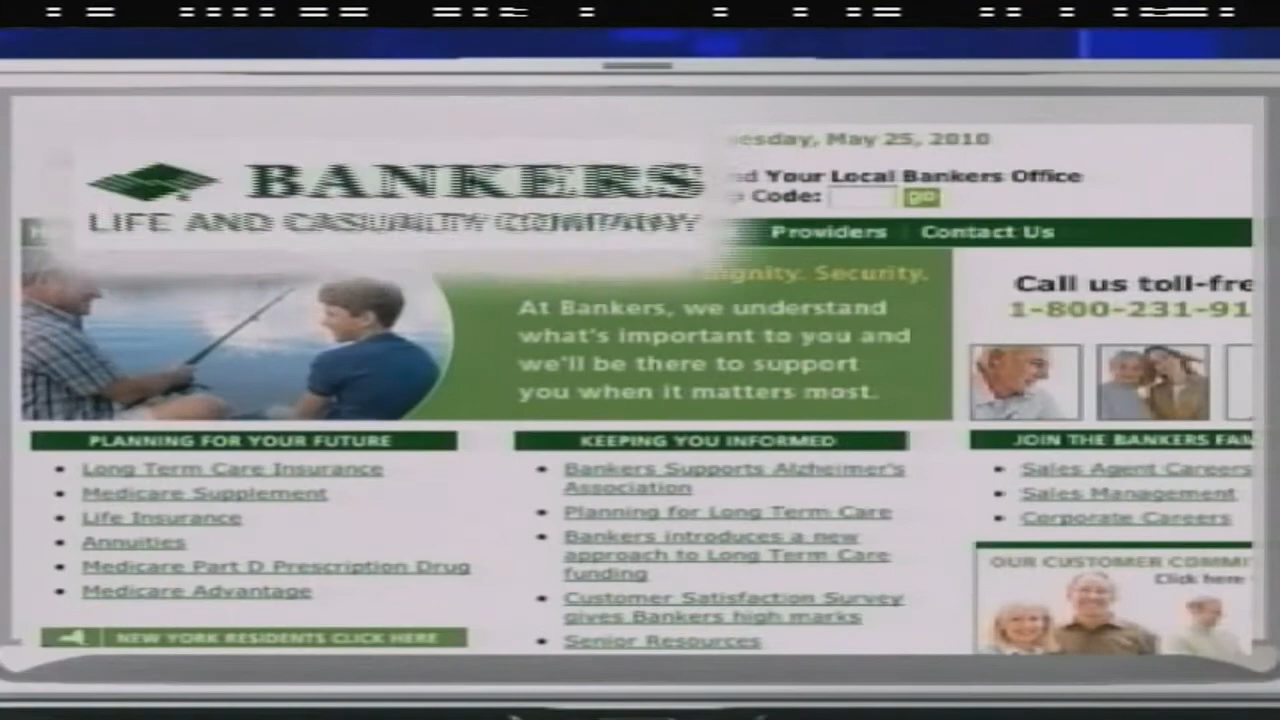 esday, May 25, 2010
BANKERS
LIFE AND CASUALTY COMPANY
Your Local Bankers Office
Code:
go
Providers
Contact Us
gnity. Security.
At Bankers, we understand
what's important to you and
we'll be there to support
you when it matters most.
Call us toll-fre
1-800-231-91
PLANNING FOR YOUR FUTURE
Long Term Care Insurance
Medicare Supplement
Life Insurance
Annuities
Medicare Part D Prescription Drug
Medicare Advantage
NEW YORK RESIDENTS CLICK HERE
KEEPING YOU INFORMED
Bankers Supports Alzheimer's
Association
Planning for Long Term Care
Bankers introduces a new
approach to Long Term Care
funding
Customer Satisfaction Survey
gives Bankers high marks
Senior Resources
JOIN THE BANKERS FAM
Sales Agent Careers
Sales Management
Corporate Careers
OUR CUSTOMER COMMI
Click here